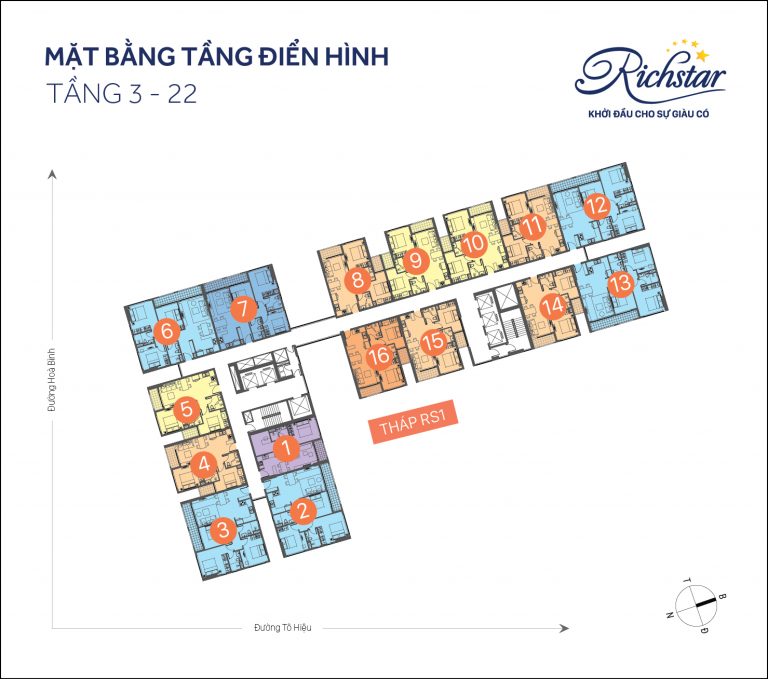 MẶT BẰNG TẦNG ĐIỂN HÌNH
TẦNG 3 - 22
Richstar
KHỞI ĐẦU CHO SỰ GIÀU CÓ
12
11
10
9
8
13
14
7
6
15
16
5
THÁP RS1
4
1
2
3
Đường Hoà Bình
Đường Tô Hiệu
T
B
N
Đ